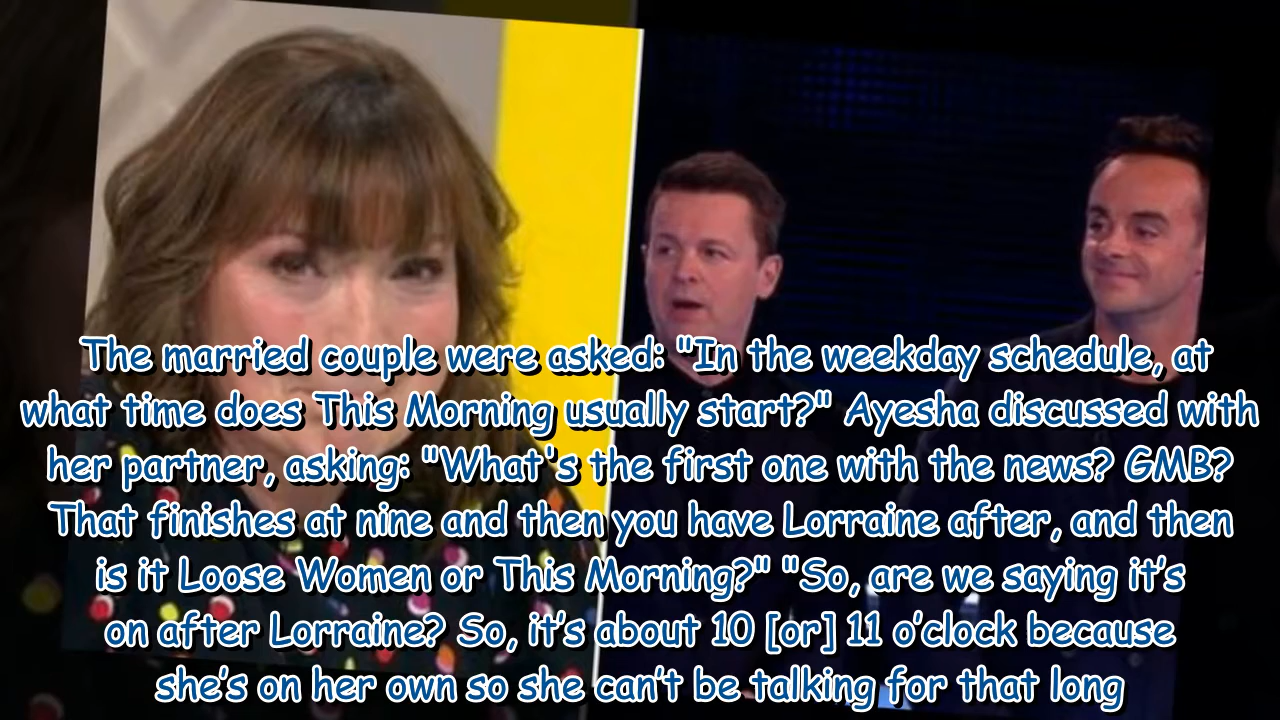 The married couple were asked: "In the weekday schedule, at
what time does This Morning usually start?" Ayesha discussed with
her partner, asking: "What's the first one with the news? GMB?
That finishes at nine and then you have Lorraine after, and then
is it Loose Women or This Morning?" "So, are we saying it’s
on after Lorraine? So, it’s about 10 [or] 11 o’clock because
she’s on her own so she can’t be talking for that long